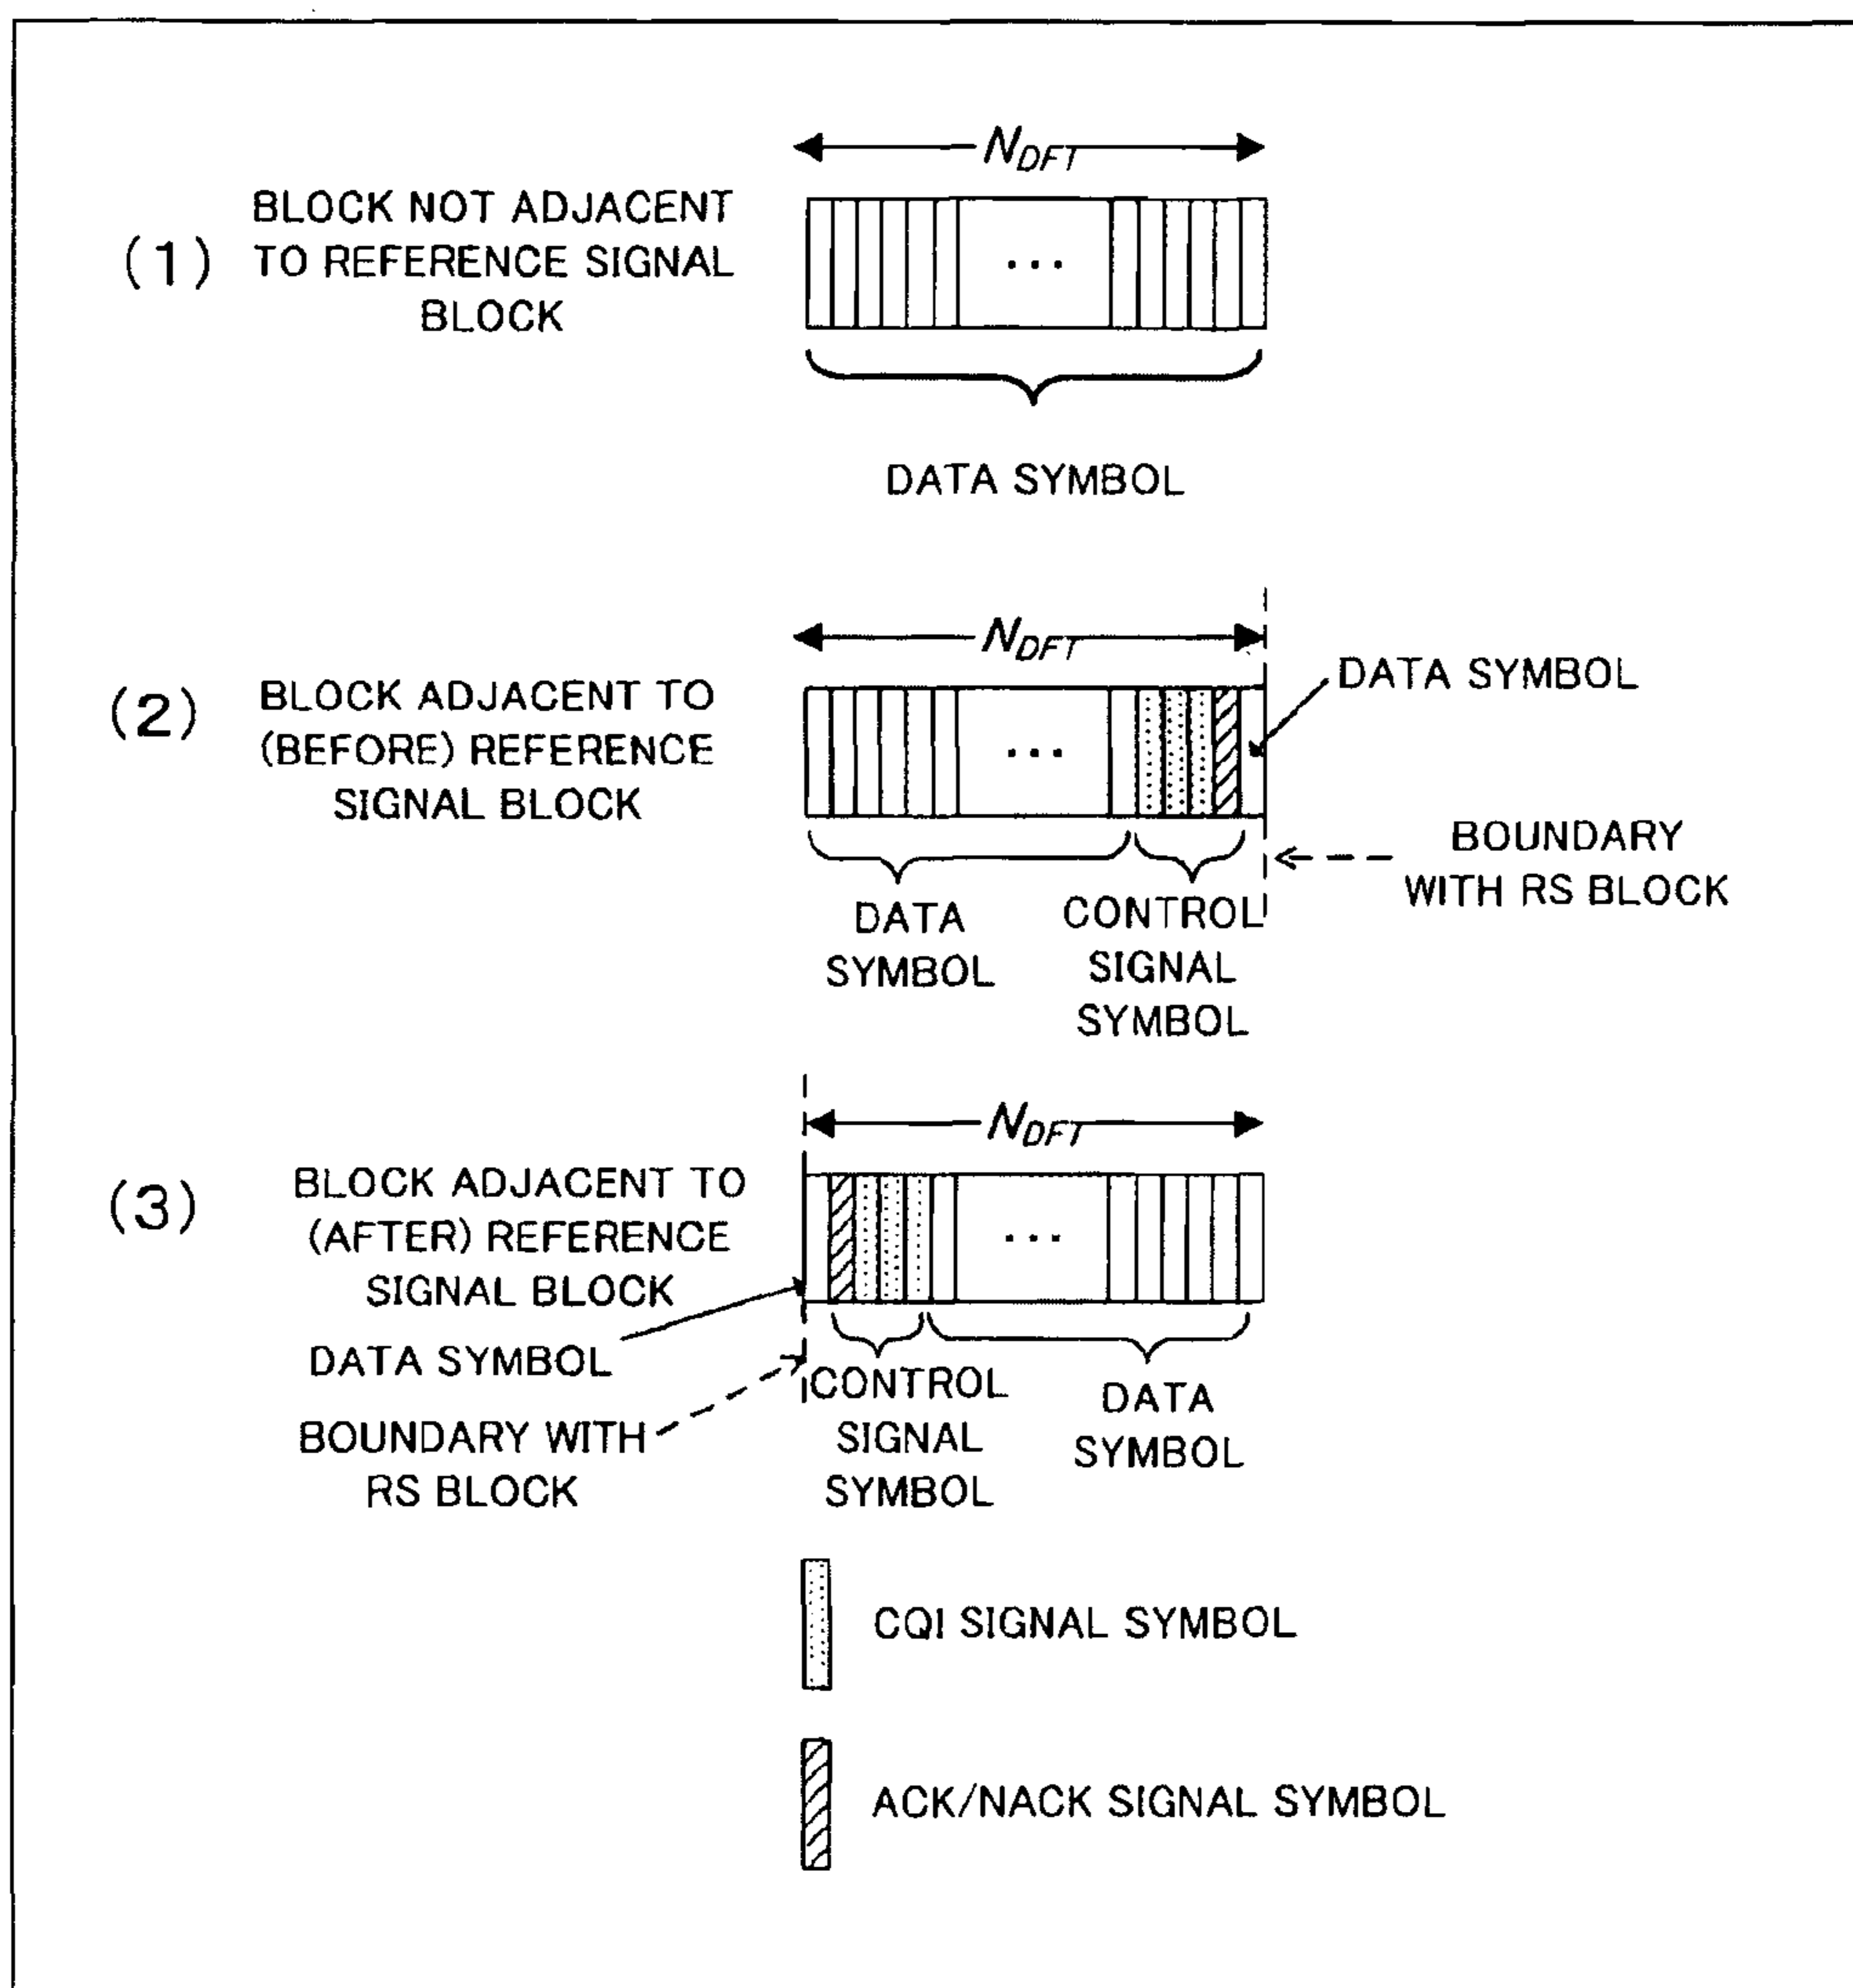 N_DFT
(1)
BLOCK NOT ADJACENT
TO REFERENCE SIGNAL
BLOCK
...
DATA SYMBOL
N_DFT
(2)
BLOCK ADJACENT TO
(BEFORE) REFERENCE
SIGNAL BLOCK
...
DATA SYMBOL
BOUNDARY
WITH RS BLOCK
DATA
SYMBOL
CONTROL
SIGNAL
SYMBOL
N_DFT
(3)
BLOCK ADJACENT TO
(AFTER) REFERENCE
SIGNAL BLOCK
...
DATA SYMBOL
BOUNDARY WITH
RS BLOCK
CONTROL
SIGNAL
SYMBOL
DATA
SYMBOL
CQI SIGNAL SYMBOL
ACK/NACK SIGNAL SYMBOL